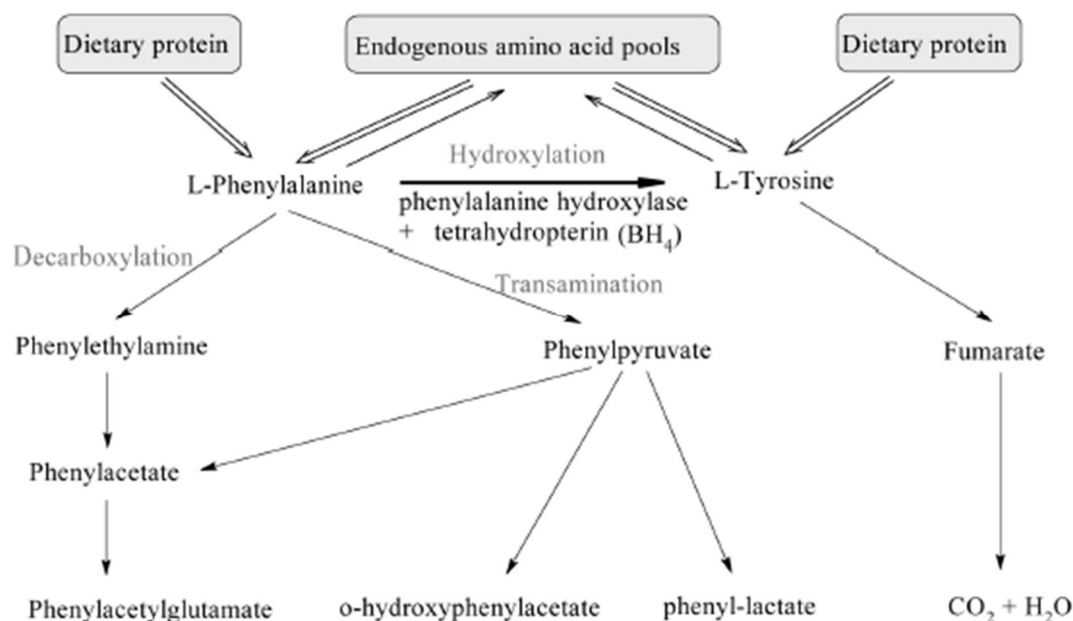 Dietary protein
Endogenous amino acid pools
Dietary protein
Hydroxylation
L-Phenylalanine
L-Tyrosine
phenylalanine hydroxylase
+ tetrahydropterin (BH₄)
Decarboxylation
Transamination
Phenylethylamine
Phenylpyruvate
Fumarate
Phenylacetate
Phenylacetylglutamate
o-hydroxyphenylacetate
phenyl-lactate
CO₂ + H₂O